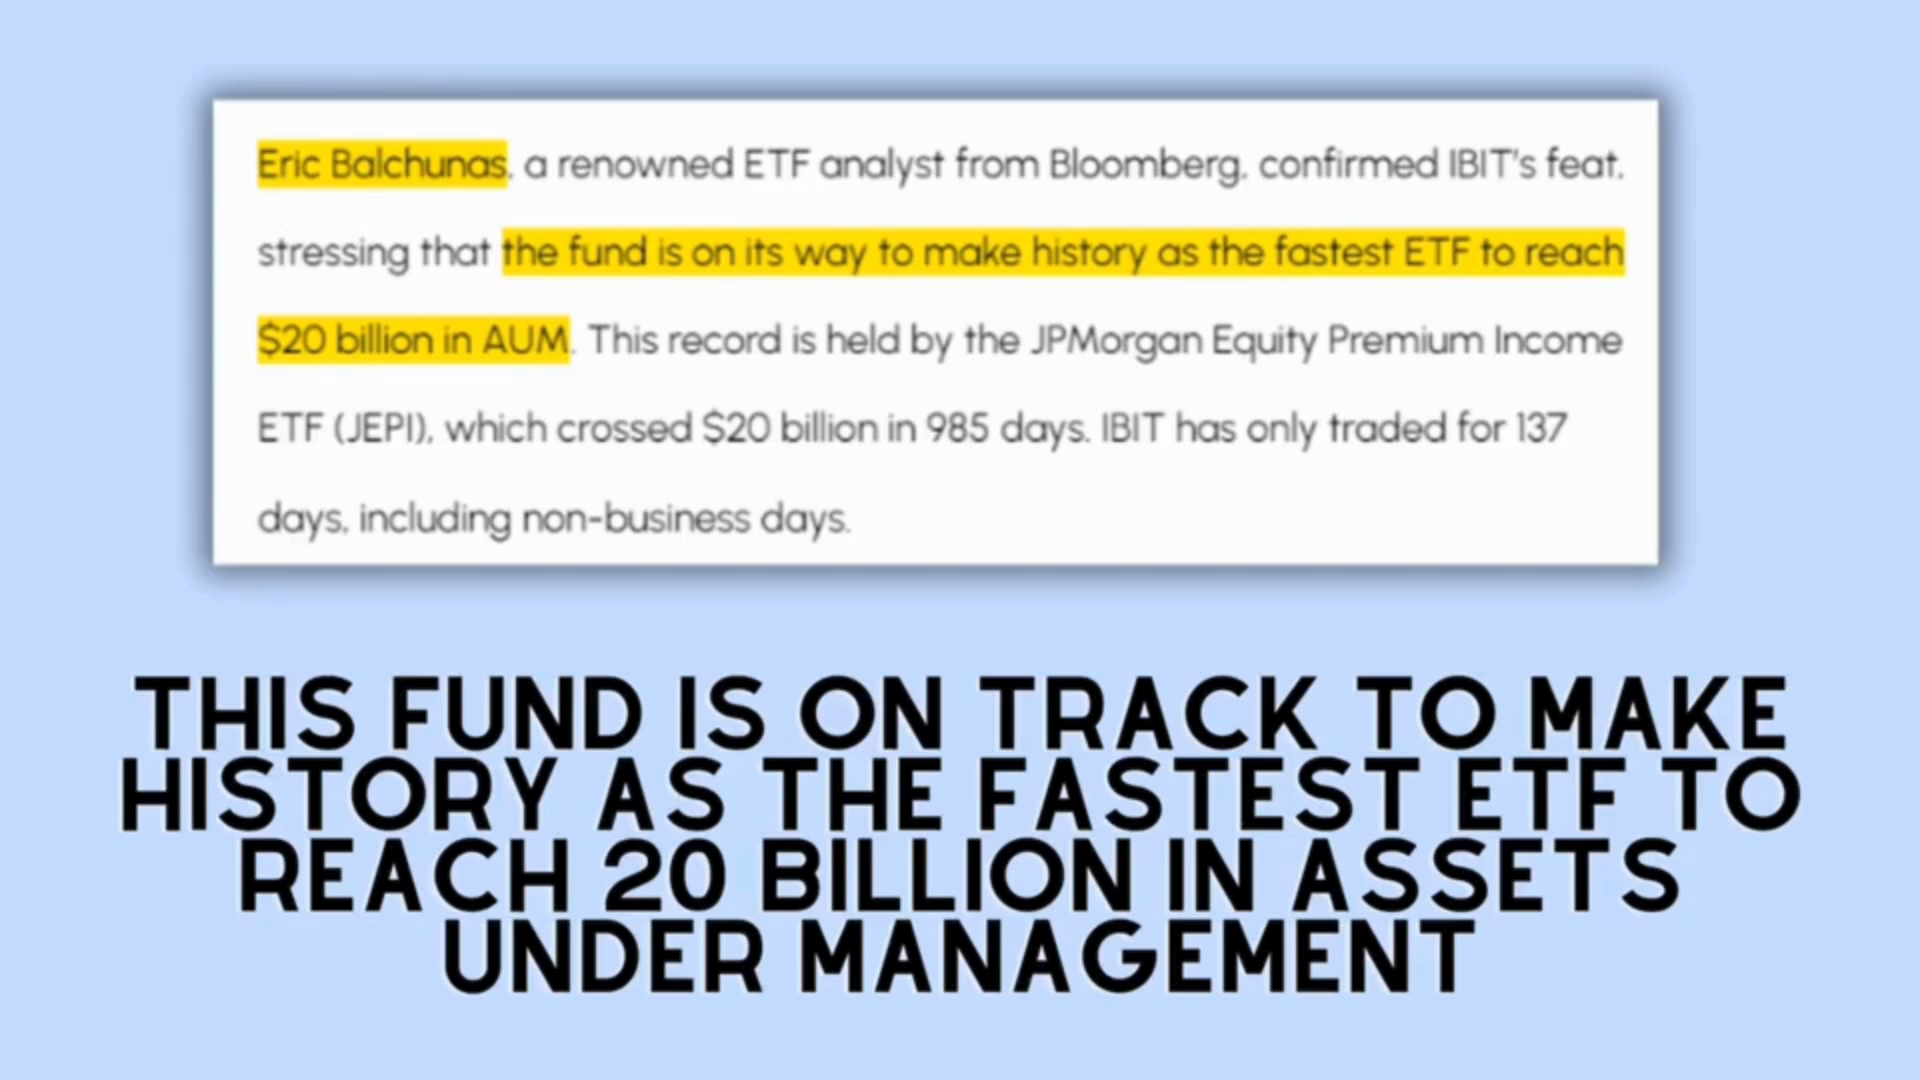 Eric Balchunas, a renowned ETF analyst from Bloomberg, confirmed IBIT's feat,
stressing that the fund is on its way to make history as the fastest ETF to reach
$20 billion in AUM. This record is held by the JPMorgan Equity Premium Income
ETF (JEPI), which crossed $20 billion in 985 days. IBIT has only traded for 137
days, including non-business days.
THIS FUND IS ON TRACK TO MAKE
HISTORY AS THE FASTEST ETF TO
REACH 20 BILLION IN ASSETS
UNDER MANAGEMENT